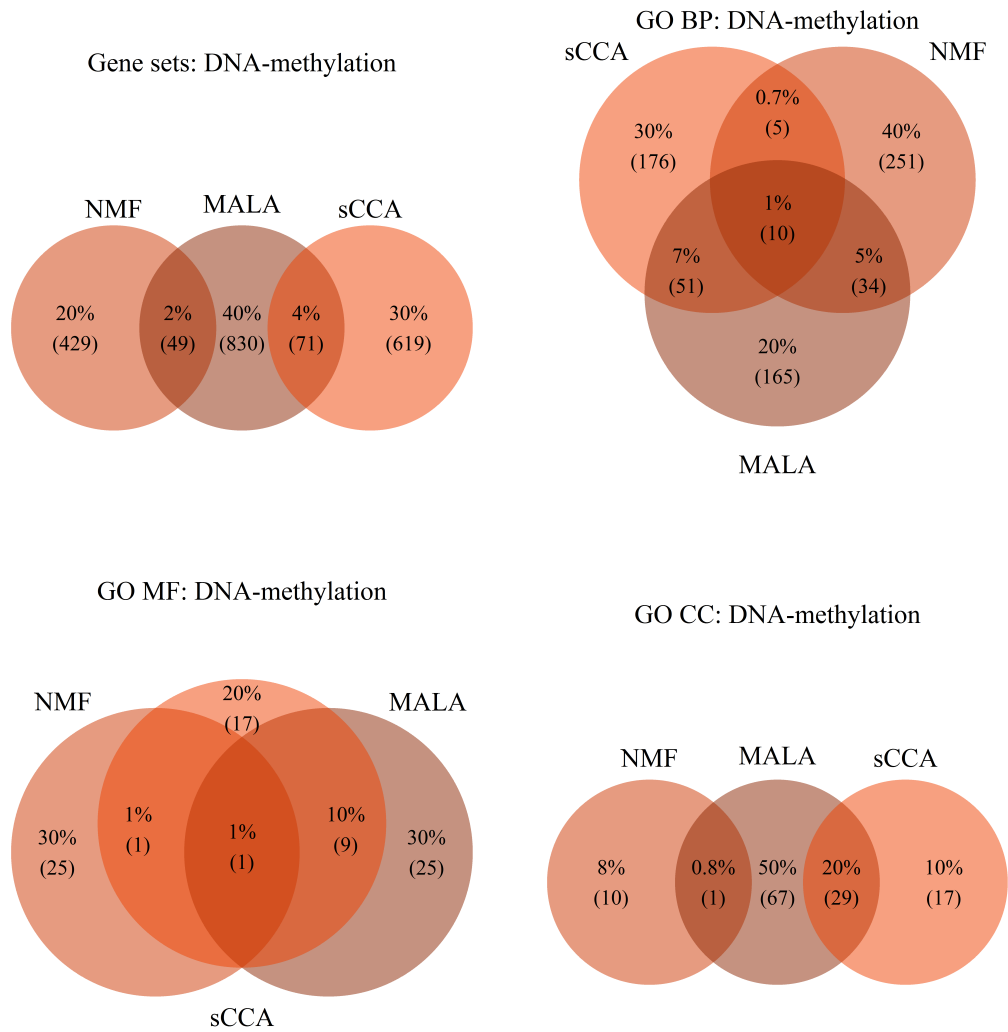 Gene sets: DNA-methylation
NMF
MALA
sCCA
20%
(429)
2%
(49)
40%
(830)
4%
(71)
30%
(619)
GO BP: DNA-methylation
sCCA
NMF
0.7%
(5)
30%
(176)
40%
(251)
1%
(10)
7%
(51)
5%
(34)
20%
(165)
MALA
GO MF: DNA-methylation
NMF
MALA
20%
(17)
1%
(1)
10%
(9)
30%
(25)
1%
(1)
30%
(25)
sCCA
GO CC: DNA-methylation
NMF
MALA
sCCA
8%
(10)
0.8%
(1)
50%
(67)
20%
(29)
10%
(17)